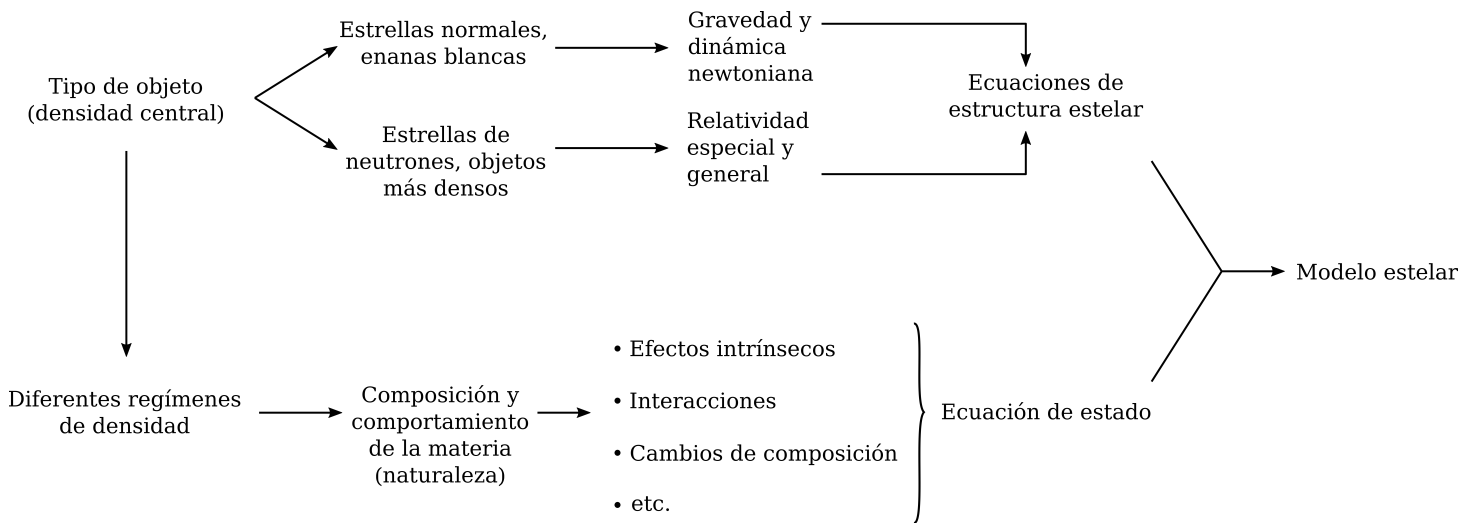 Tipo de objeto
(densidad central)
Estrellas normales,
enanas blancas
Gravedad y
dinámica
newtoniana
Estrellas de
neutrones, objetos
más densos
Relatividad
especial y
general
Ecuaciones de
estructura estelar
Modelo estelar
Diferentes regímenes
de densidad
Composición y
comportamiento
de la materia
(naturaleza)
• Efectos intrínsecos
• Interacciones
• Cambios de composición
• etc.
Ecuación de estado